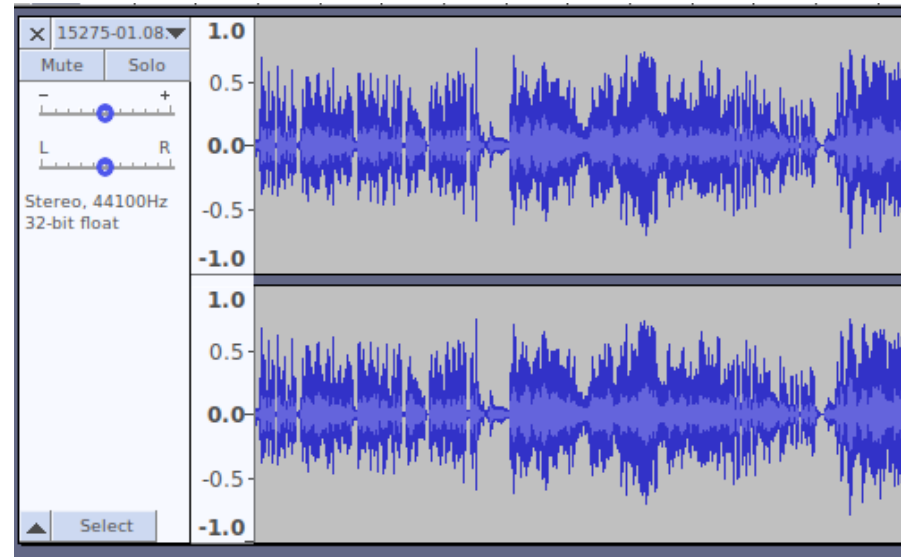 × 15275-01.08:
Mute Solo
- +
L R
Stereo, 44100Hz
32-bit float
Select
1.0
0.5
0.0
-0.5
-1.0
1.0
0.5
0.0
-0.5
-1.0